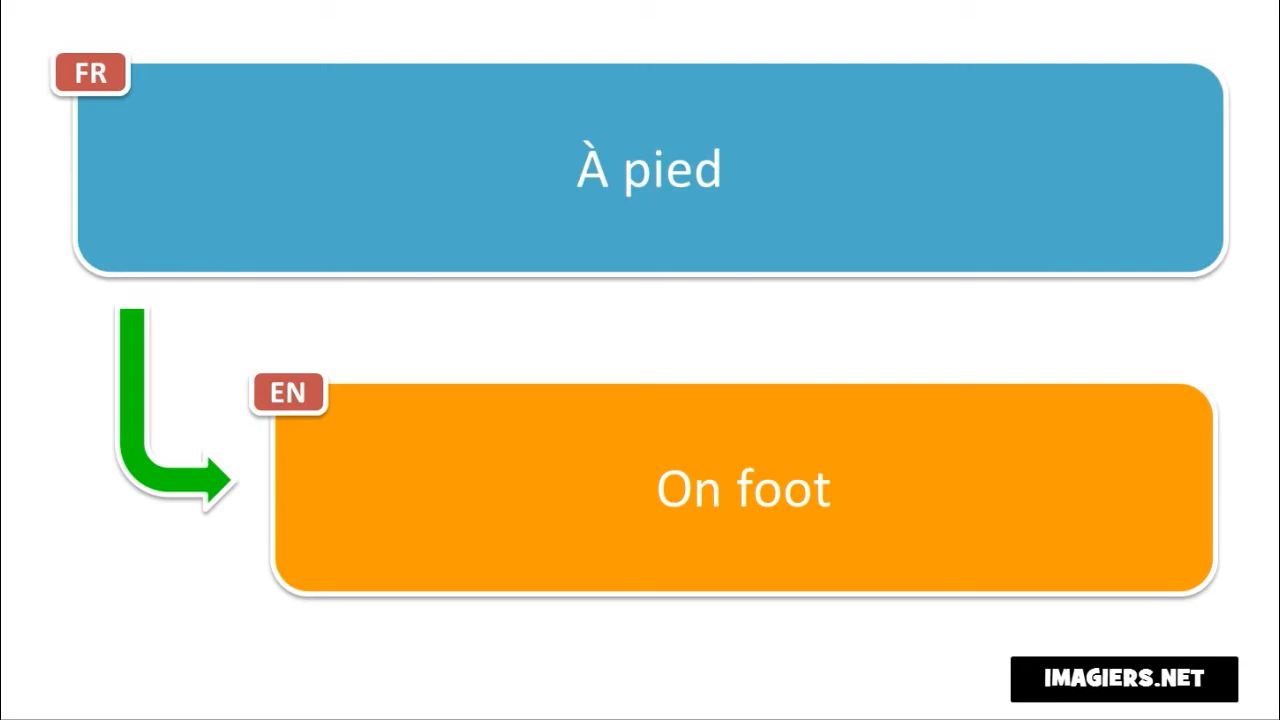 FR
À pied
EN
On foot
IMAGIERS.NET